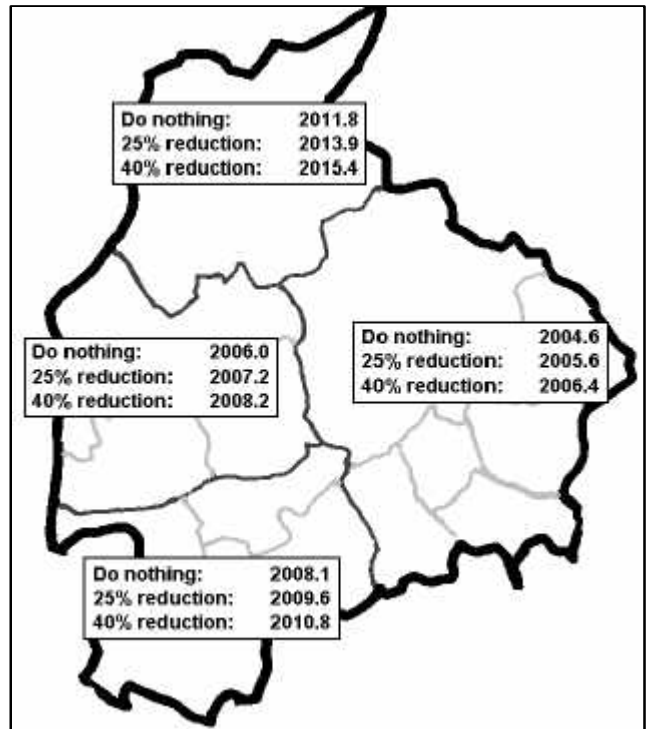 Do nothing: 2011.8
25% reduction: 2013.9
40% reduction: 2015.4
Do nothing: 2006.0
25% reduction: 2007.2
40% reduction: 2008.2
Do nothing: 2004.6
25% reduction: 2005.6
40% reduction: 2006.4
Do nothing: 2008.1
25% reduction: 2009.6
40% reduction: 2010.8